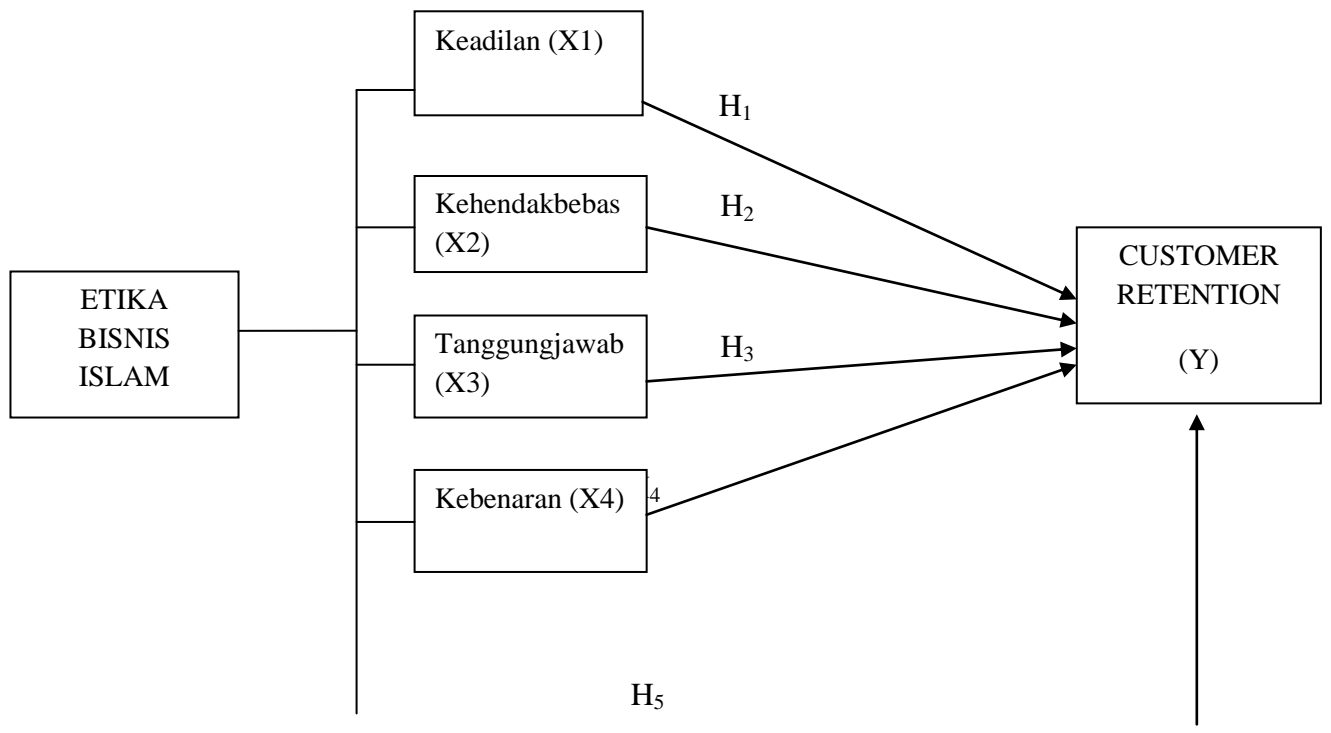 Keadilan (X1)
H₁
Kehendakbebas
(X2)
H₂
CUSTOMER
RETENTION
(Y)
ETIKA
BISNIS
ISLAM
Tanggungjawab
(X3)
H₃
Kebenaran (X4)
4
H₅